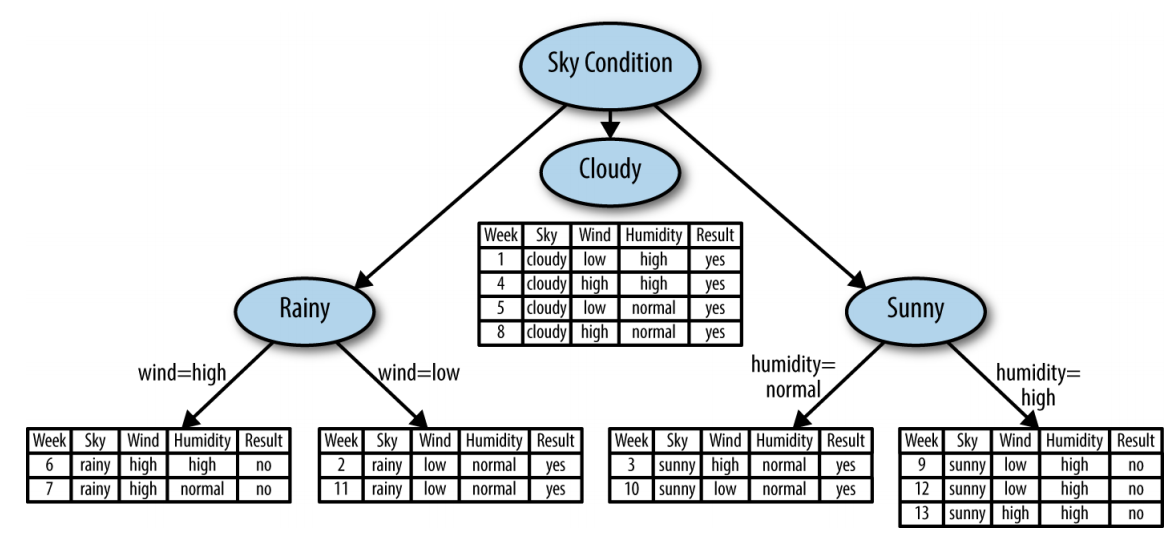 Sky Condition
Cloudy
Week Sky Wind Humidity Result
1 cloudy low high yes
4 cloudy high high yes
5 cloudy low normal yes
8 cloudy high normal yes
Rainy
wind=high
wind=low
Week Sky Wind Humidity Result
6 rainy high high no
7 rainy high normal no
Week Sky Wind Humidity Result
2 rainy low normal yes
11 rainy low normal yes
Sunny
humidity=
normal
humidity=
high
Week Sky Wind Humidity Result
3 sunny high normal yes
10 sunny low normal yes
Week Sky Wind Humidity Result
9 sunny low high no
12 sunny low high no
13 sunny high high no